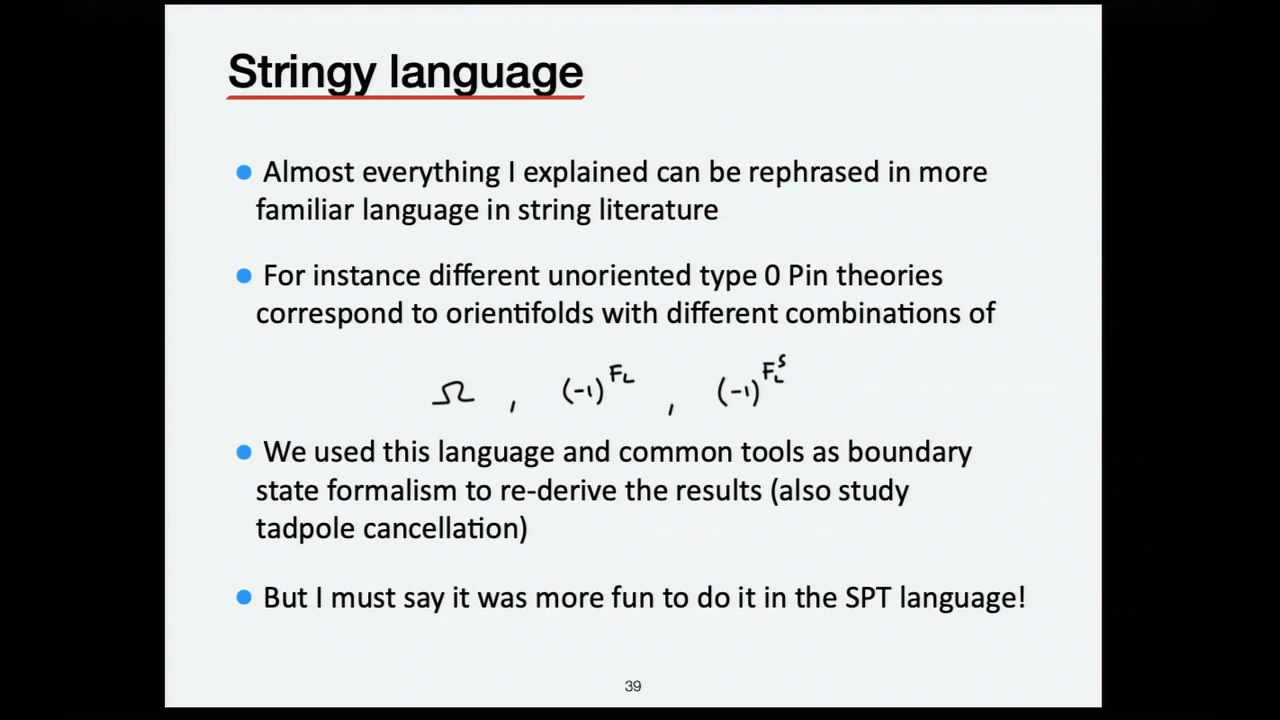 Stringy language
● Almost everything I explained can be rephrased in more
familiar language in string literature
● For instance different unoriented type 0 Pin theories
correspond to orientifolds with different combinations of
Ω , (-1)^{F_L} , (-1)^{F_L^S}
● We used this language and common tools as boundary
state formalism to re-derive the results (also study
tadpole cancellation)
● But I must say it was more fun to do it in the SPT language!
39